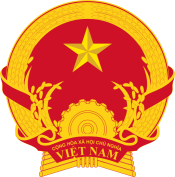 CỘNG HÒA XÃ HỘI CHỦ NGHĨA
VIỆT NAM